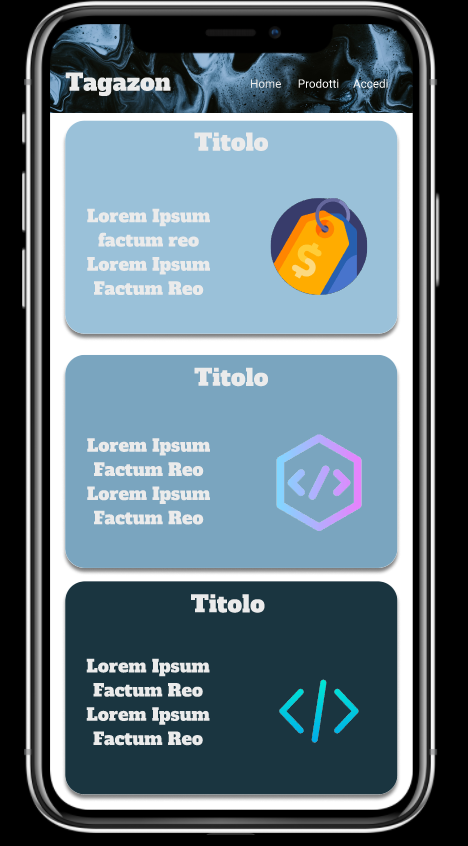 Tagazon
Home Prodotti Accedi
Titolo
Lorem Ipsum
factum reo
Lorem Ipsum
Factum Reo
$
Titolo
Lorem Ipsum
Factum Reo
Lorem Ipsum
Factum Reo
</>
Titolo
Lorem Ipsum
Factum Reo
Lorem Ipsum
Factum Reo
</>